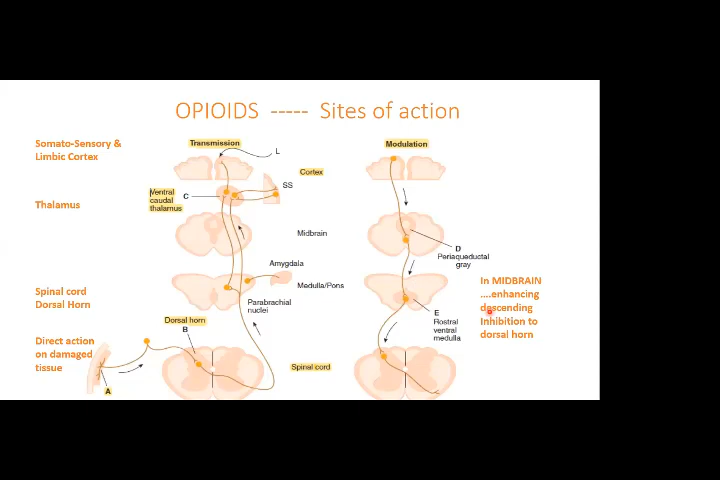 OPIOIDS ----- Sites of action
Somato-Sensory &
Limbic Cortex
Thalamus
Spinal cord
Dorsal Horn
Direct action
on damaged
tissue
Transmission
L
Cortex
SS
Ventral
caudal
thalamus
C
Midbrain
Amygdala
Medulla/Pons
Parabrachial
nuclei
Dorsal horn
B
Spinal cord
A
Modulation
D
Periaqueductal
gray
E
Rostral
ventral
medulla
In MIDBRAIN
....enhancing
descending
Inhibition to
dorsal horn